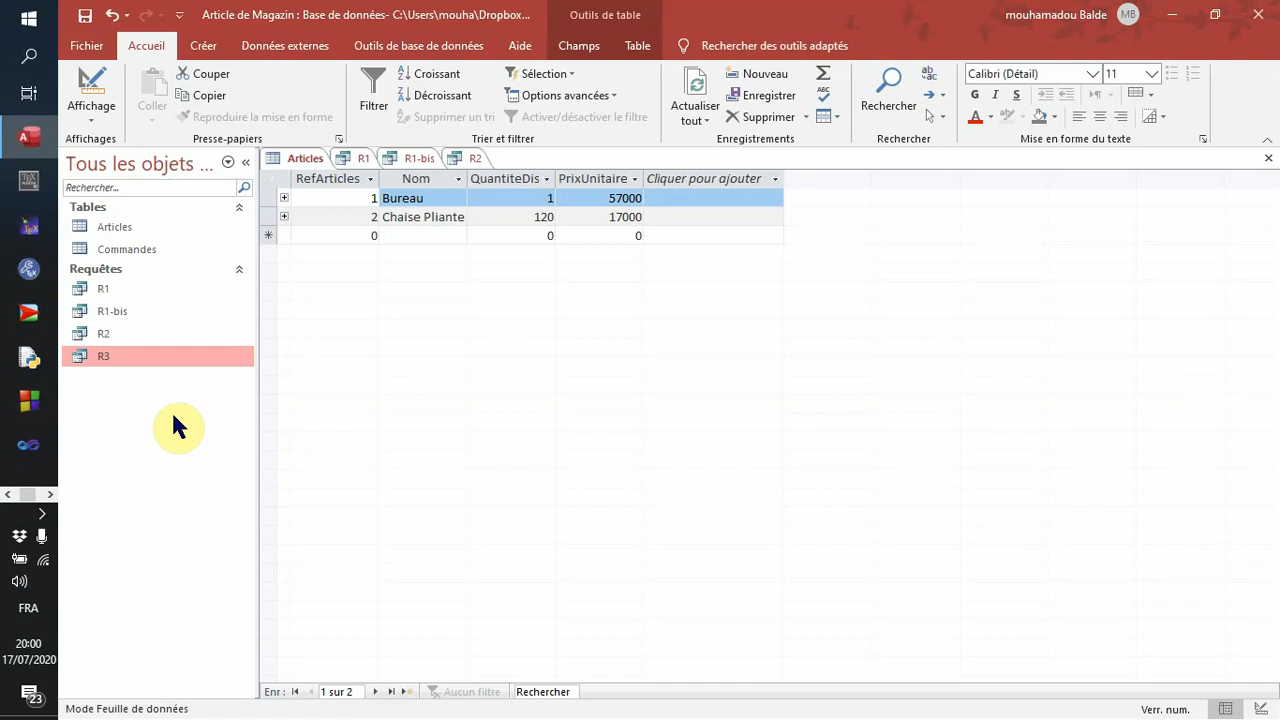 Article de Magazin : Base de données- C:\Users\mouha\Dropbox...
Outils de table
mouhamadou Balde
MB
Fichier
Accueil
Créer
Données externes
Outils de base de données
Aide
Champs
Table
Rechercher des outils adaptés
Affichage
Affichages
Coller
Couper
Copier
Reproduire la mise en forme
Presse-papiers
Filtrer
Croissant
Décroissant
Supprimer un tri
Sélection
Options avancées
Activer/désactiver le filtre
Trier et filtrer
Actualiser
tout
Nouveau
Enregistrer
Supprimer
Enregistrements
Rechercher
Rechercher
Calibri (Détail)
11
G I S
Mise en forme du texte
Tous les objets ...
Rechercher...
Tables
Articles
Commandes
Requêtes
R1
R1-bis
R2
R3
Articles
R1
R1-bis
R2
RefArticles Nom QuantiteDis PrixUnitaire Cliquer pour ajouter
1 Bureau 1 57000
2 Chaise Pliante 120 17000
0 0 0
Enr :
1 sur 2
Aucun filtre
Rechercher
Mode Feuille de données
Verr. num.
FRA
20:00
17/07/2020
23